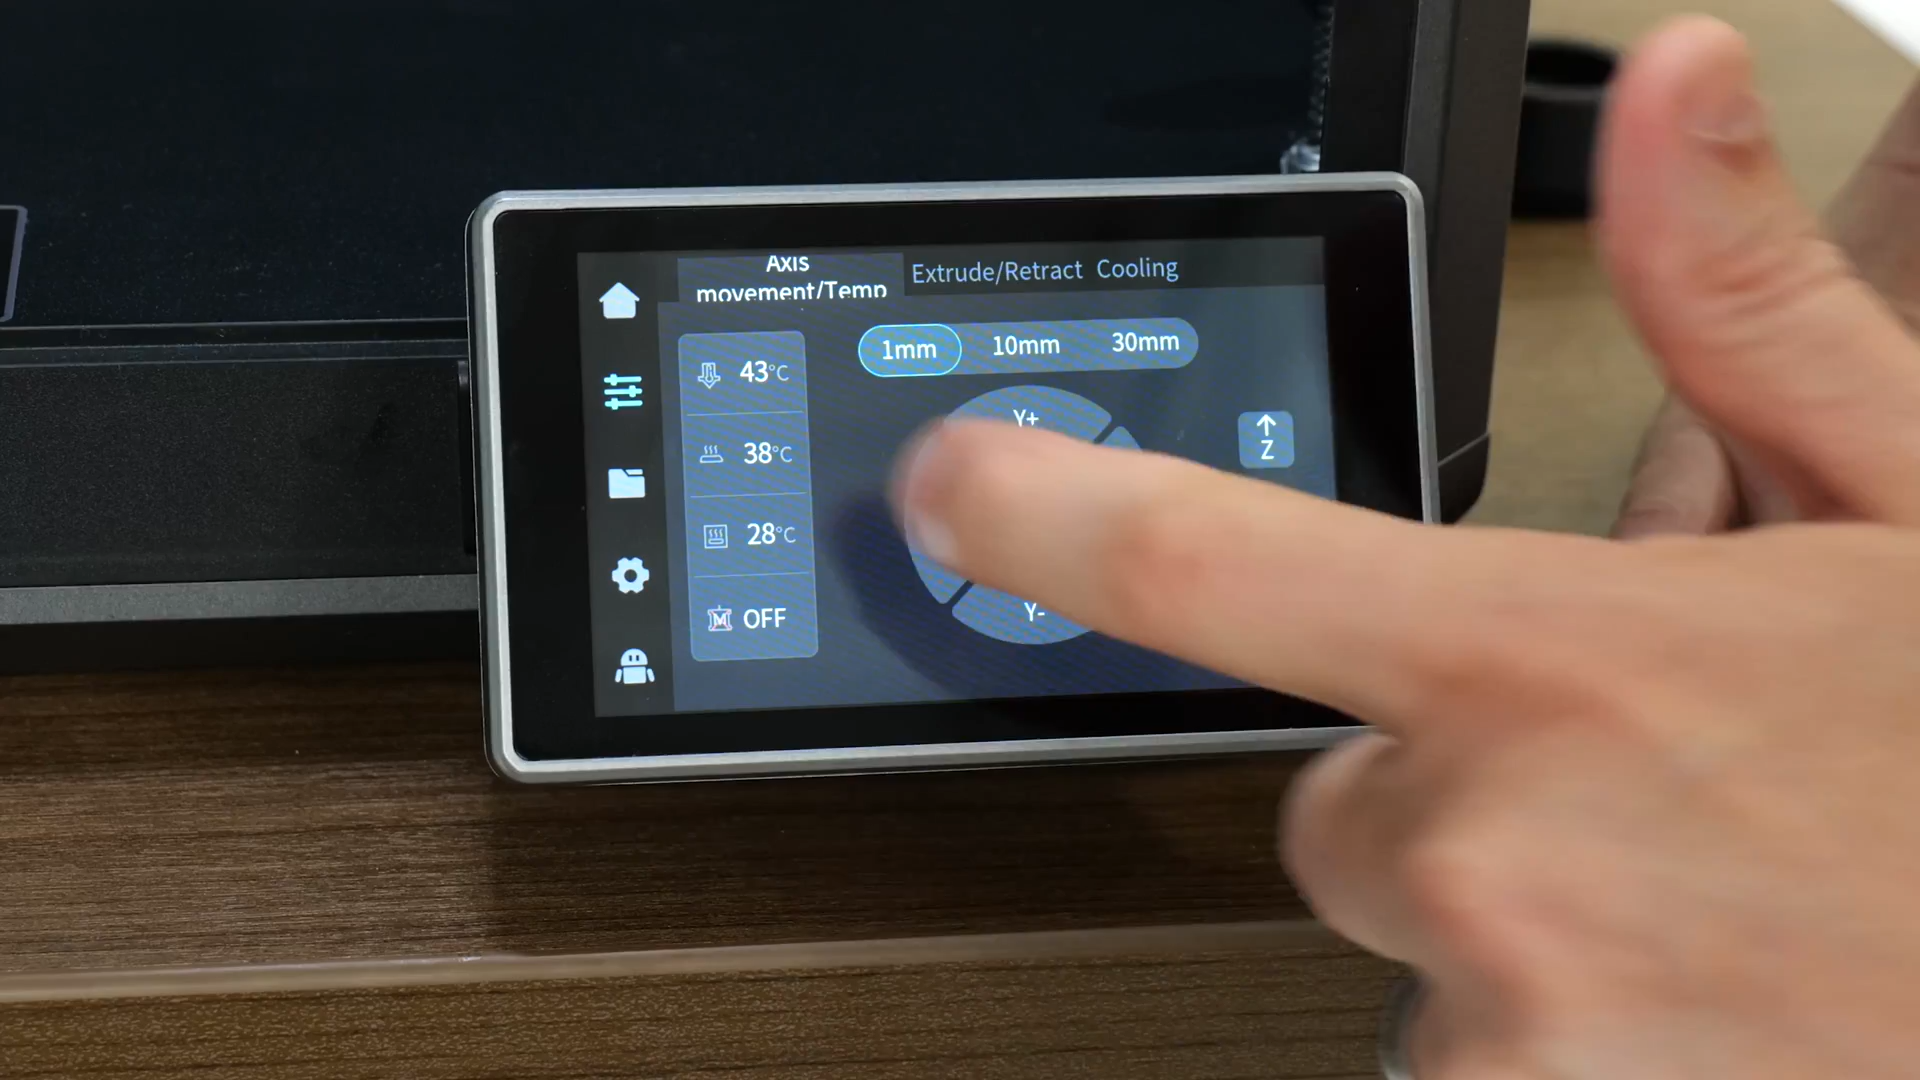 Axis
movement/Temp
Extrude/Retract
Cooling
1mm
10mm
30mm
43°C
38°C
28°C
M OFF
Y+
Y-
Z